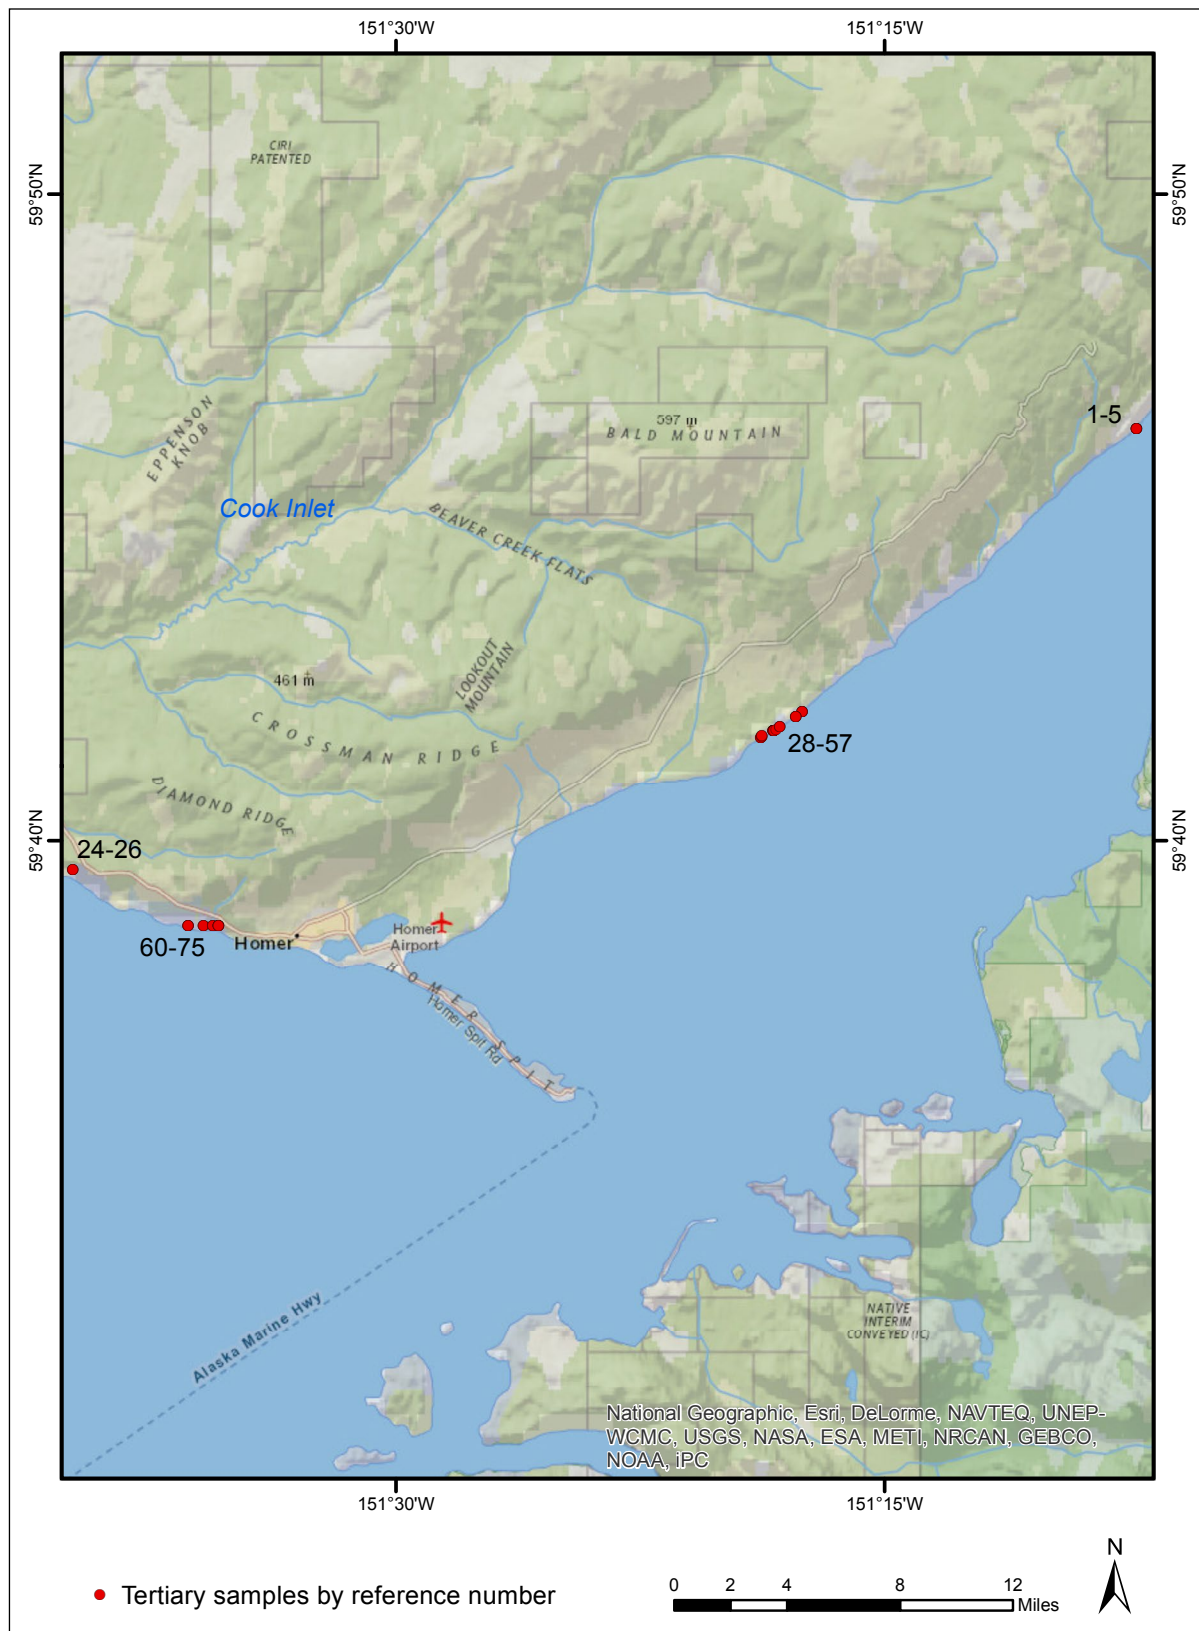 151°30'W 151°15'W
CIRI
PATENTED
59°50'N 59°50'N
1-5
597 m
BALD MOUNTAIN
EPPENSON
KNOB
Cook Inlet
BEAVER CREEK FLATS
LOOKOUT
MOUNTAIN
461 m
CROSSMAN RIDGE
28-57
DIAMOND RIDGE
59°40'N 59°40'N
24-26
60-75
Homer
Homer
Airport
HOMER SPIT
Homer Spit Rd
Alaska Marine Hwy
NATIVE
INTERIM
CONVEYED (IC)
National Geographic, Esri, DeLorme, NAVTEQ, UNEP-
WCMC, USGS, NASA, ESA, METI, NRCAN, GEBCO,
NOAA, iPC
151°30'W 151°15'W
N
Tertiary samples by reference number
0 2 4 8 12
Miles